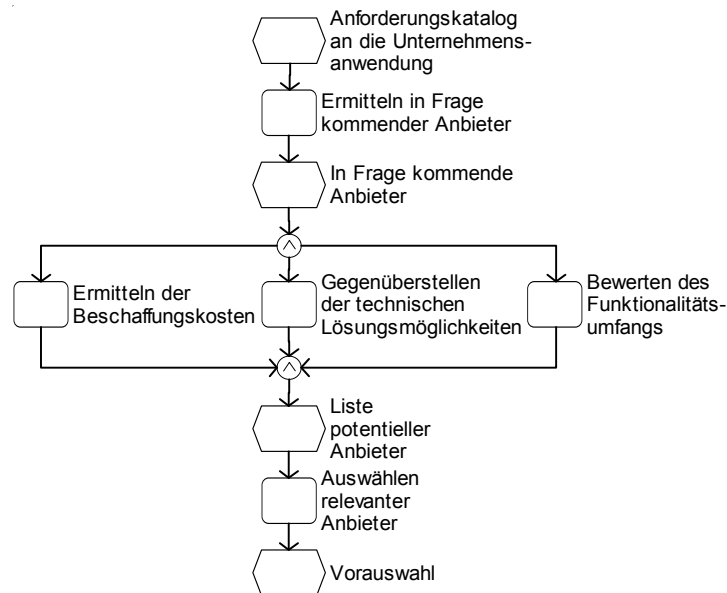 Anforderungskatalog
an die Unternehmens-
anwendung
Ermitteln in Frage
kommender Anbieter
In Frage kommende
Anbieter
Ermitteln der
Beschaffungskosten
Gegenüberstellen
der technischen
Lösungsmöglichkeiten
Bewerten des
Funktionalitäts-
umfangs
Liste
potentieller
Anbieter
Auswählen
relevanter
Anbieter
Vorauswahl